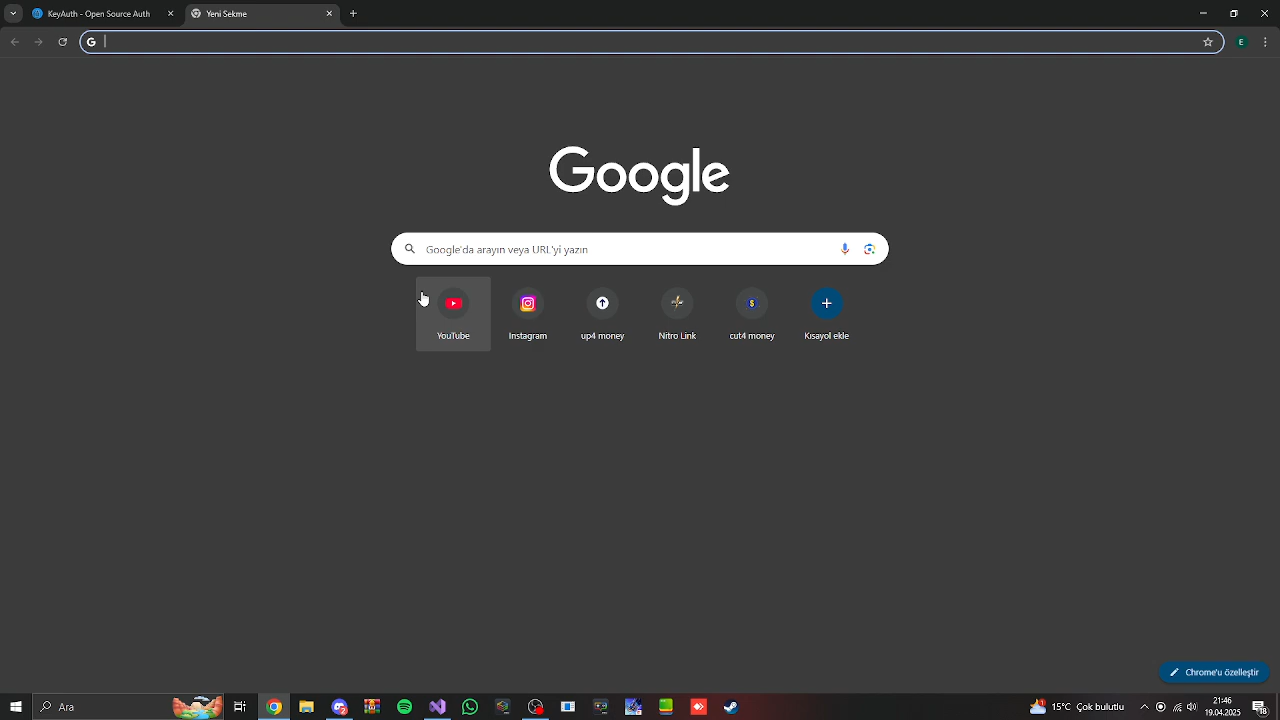 KeyAuth - Open Source Auth
Yeni Sekme
G
E
Google
Google'da arayın veya URL'yi yazın
YouTube
Instagram
up4 money
Nitro Link
cut4 money
Kısayol ekle
Chrome'u özelleştir
Ara
15°C Çok bulutlu
21:46
19.04.2025